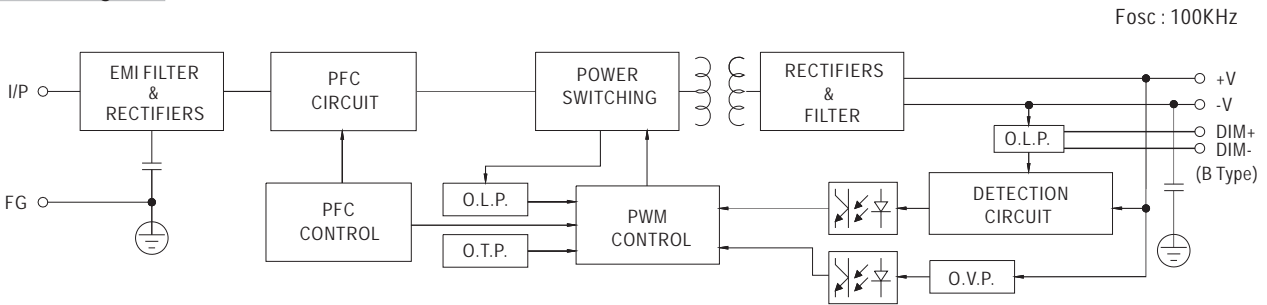 Fosc : 100KHz
I/P
EMI FILTER
&
RECTIFIERS
PFC
CIRCUIT
POWER
SWITCHING
RECTIFIERS
&
FILTER
+V
-V
O.L.P.
DIM+
DIM-
(B Type)
FG
PFC
CONTROL
O.L.P.
O.T.P.
PWM
CONTROL
DETECTION
CIRCUIT
O.V.P.